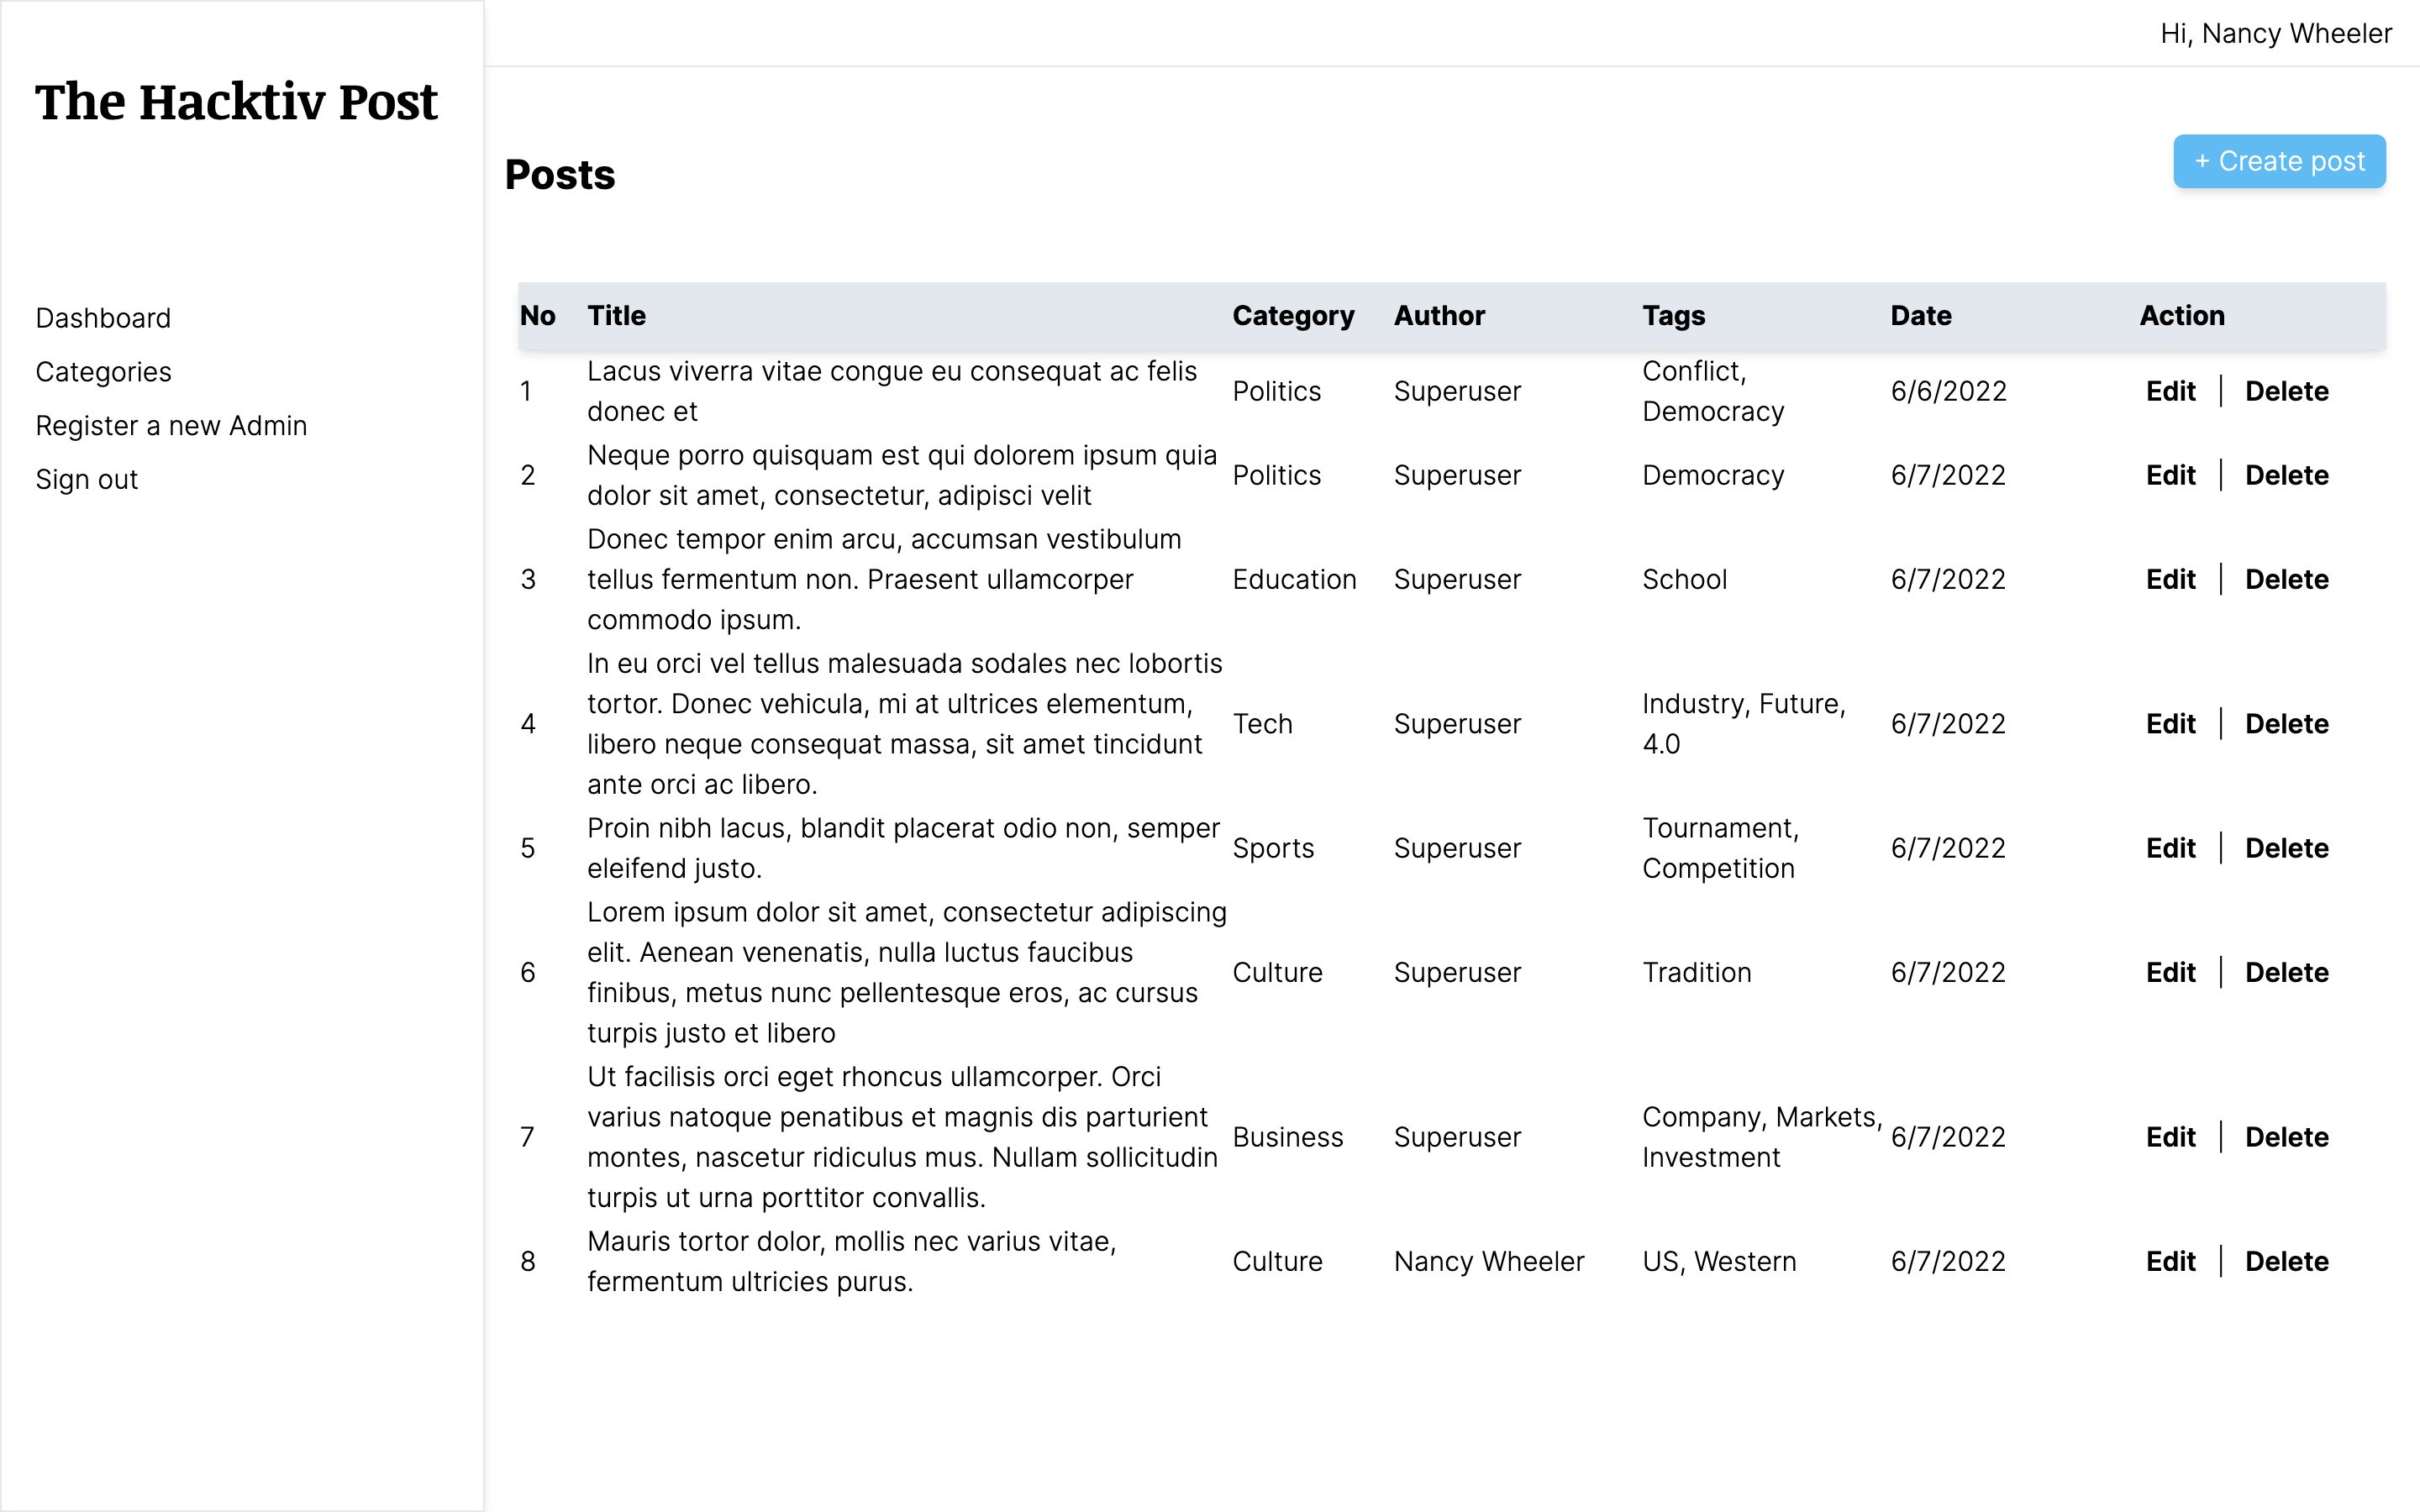 The Hacktiv Post
Dashboard
Categories
Register a new Admin
Sign out
Hi, Nancy Wheeler
Posts
+ Create post
No Title Category Author Tags Date Action
1 Lacus viverra vitae congue eu consequat ac felis
donec et
Politics Superuser Conflict,
Democracy
6/6/2022 Edit | Delete
2 Neque porro quisquam est qui dolorem ipsum quia
dolor sit amet, consectetur, adipisci velit
Politics Superuser Democracy 6/7/2022 Edit | Delete
3 Donec tempor enim arcu, accumsan vestibulum
tellus fermentum non. Praesent ullamcorper
commodo ipsum.
Education Superuser School 6/7/2022 Edit | Delete
4 In eu orci vel tellus malesuada sodales nec lobortis
tortor. Donec vehicula, mi at ultrices elementum,
libero neque consequat massa, sit amet tincidunt
ante orci ac libero.
Tech Superuser Industry, Future,
4.0
6/7/2022 Edit | Delete
5 Proin nibh lacus, blandit placerat odio non, semper
eleifend justo.
Sports Superuser Tournament,
Competition
6/7/2022 Edit | Delete
6 Lorem ipsum dolor sit amet, consectetur adipiscing
elit. Aenean venenatis, nulla luctus faucibus
finibus, metus nunc pellentesque eros, ac cursus
turpis justo et libero
Culture Superuser Tradition 6/7/2022 Edit | Delete
7 Ut facilisis orci eget rhoncus ullamcorper. Orci
varius natoque penatibus et magnis dis parturient
montes, nascetur ridiculus mus. Nullam sollicitudin
turpis ut urna porttitor convallis.
Business Superuser Company, Markets,
Investment
6/7/2022 Edit | Delete
8 Mauris tortor dolor, mollis nec varius vitae,
fermentum ultricies purus.
Culture Nancy Wheeler US, Western 6/7/2022 Edit | Delete